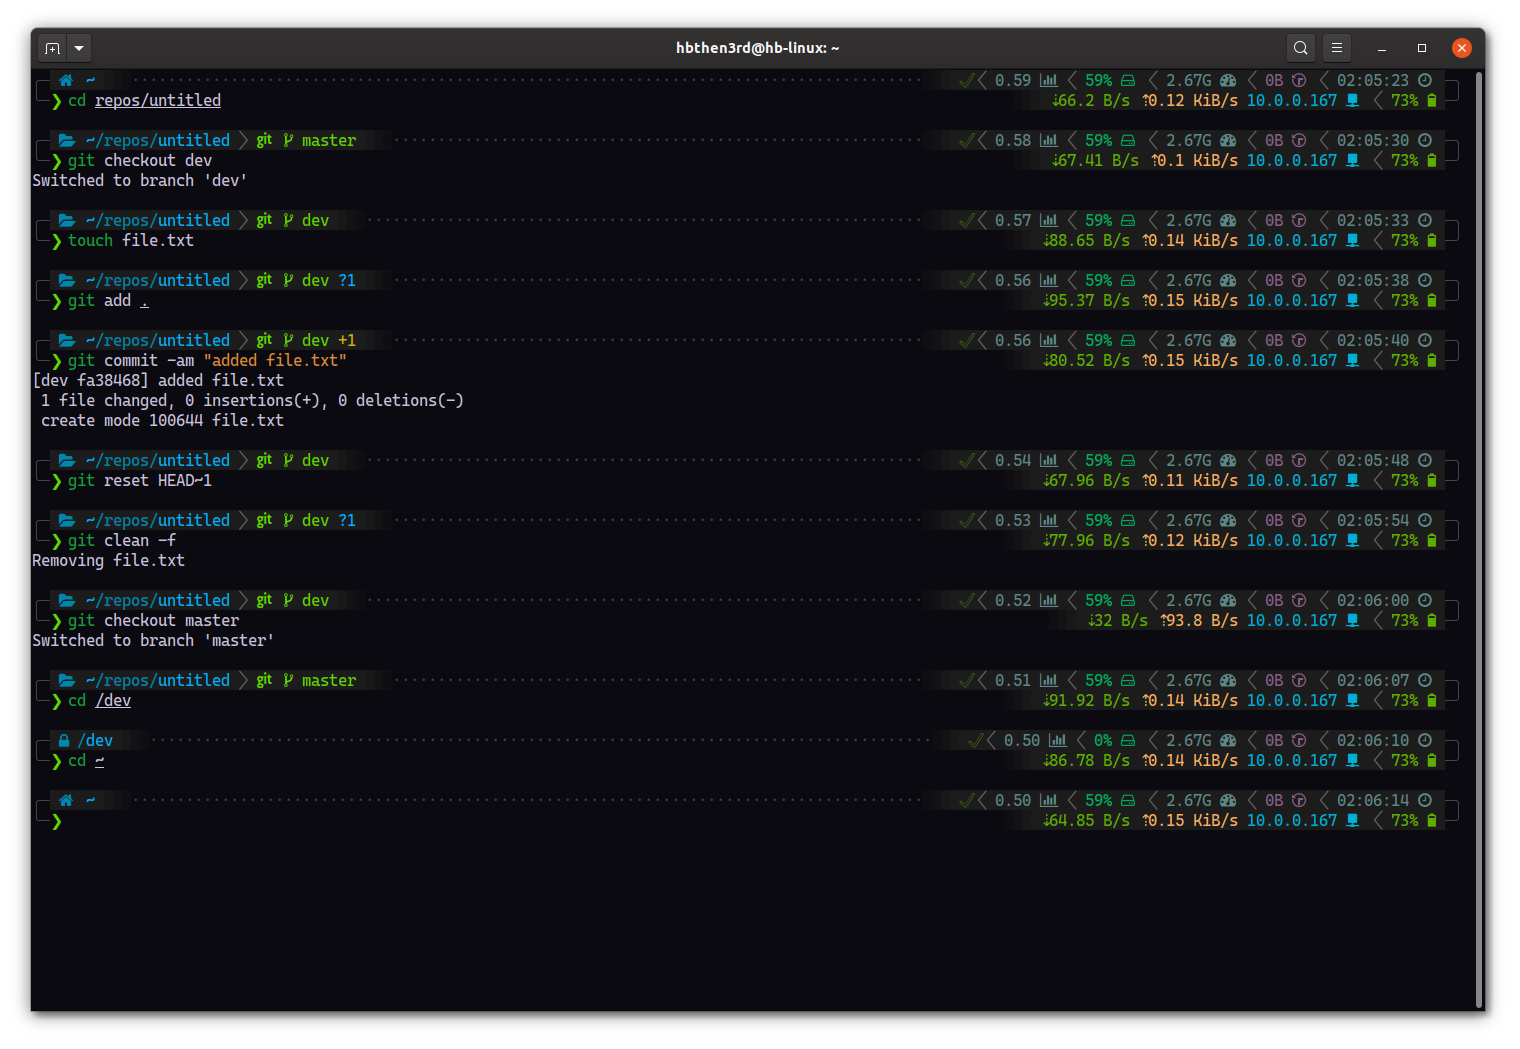 hbthen3rd@hb-linux: ~
~ 0.59 59% 2.67G 0B 02:05:23
❯ cd repos/untitled ↓66.2 B/s ↑0.12 KiB/s 10.0.0.167 73%
~/repos/untitled git master 0.58 59% 2.67G 0B 02:05:30
❯ git checkout dev ↓67.41 B/s ↑0.1 KiB/s 10.0.0.167 73%
Switched to branch 'dev'
~/repos/untitled git dev 0.57 59% 2.67G 0B 02:05:33
❯ touch file.txt ↓88.65 B/s ↑0.14 KiB/s 10.0.0.167 73%
~/repos/untitled git dev ?1 0.56 59% 2.67G 0B 02:05:38
❯ git add . ↓95.37 B/s ↑0.15 KiB/s 10.0.0.167 73%
~/repos/untitled git dev +1 0.56 59% 2.67G 0B 02:05:40
❯ git commit -am "added file.txt" ↓80.52 B/s ↑0.15 KiB/s 10.0.0.167 73%
[dev fa38468] added file.txt
1 file changed, 0 insertions(+), 0 deletions(-)
create mode 100644 file.txt
~/repos/untitled git dev 0.54 59% 2.67G 0B 02:05:48
❯ git reset HEAD~1 ↓67.96 B/s ↑0.11 KiB/s 10.0.0.167 73%
~/repos/untitled git dev ?1 0.53 59% 2.67G 0B 02:05:54
❯ git clean -f ↓77.96 B/s ↑0.12 KiB/s 10.0.0.167 73%
Removing file.txt
~/repos/untitled git dev 0.52 59% 2.67G 0B 02:06:00
❯ git checkout master ↓32 B/s ↑93.8 B/s 10.0.0.167 73%
Switched to branch 'master'
~/repos/untitled git master 0.51 59% 2.67G 0B 02:06:07
❯ cd /dev ↓91.92 B/s ↑0.14 KiB/s 10.0.0.167 73%
/dev 0.50 0% 2.67G 0B 02:06:10
❯ cd ~ ↓86.78 B/s ↑0.14 KiB/s 10.0.0.167 73%
~ 0.50 59% 2.67G 0B 02:06:14
❯ ↓64.85 B/s ↑0.15 KiB/s 10.0.0.167 73%